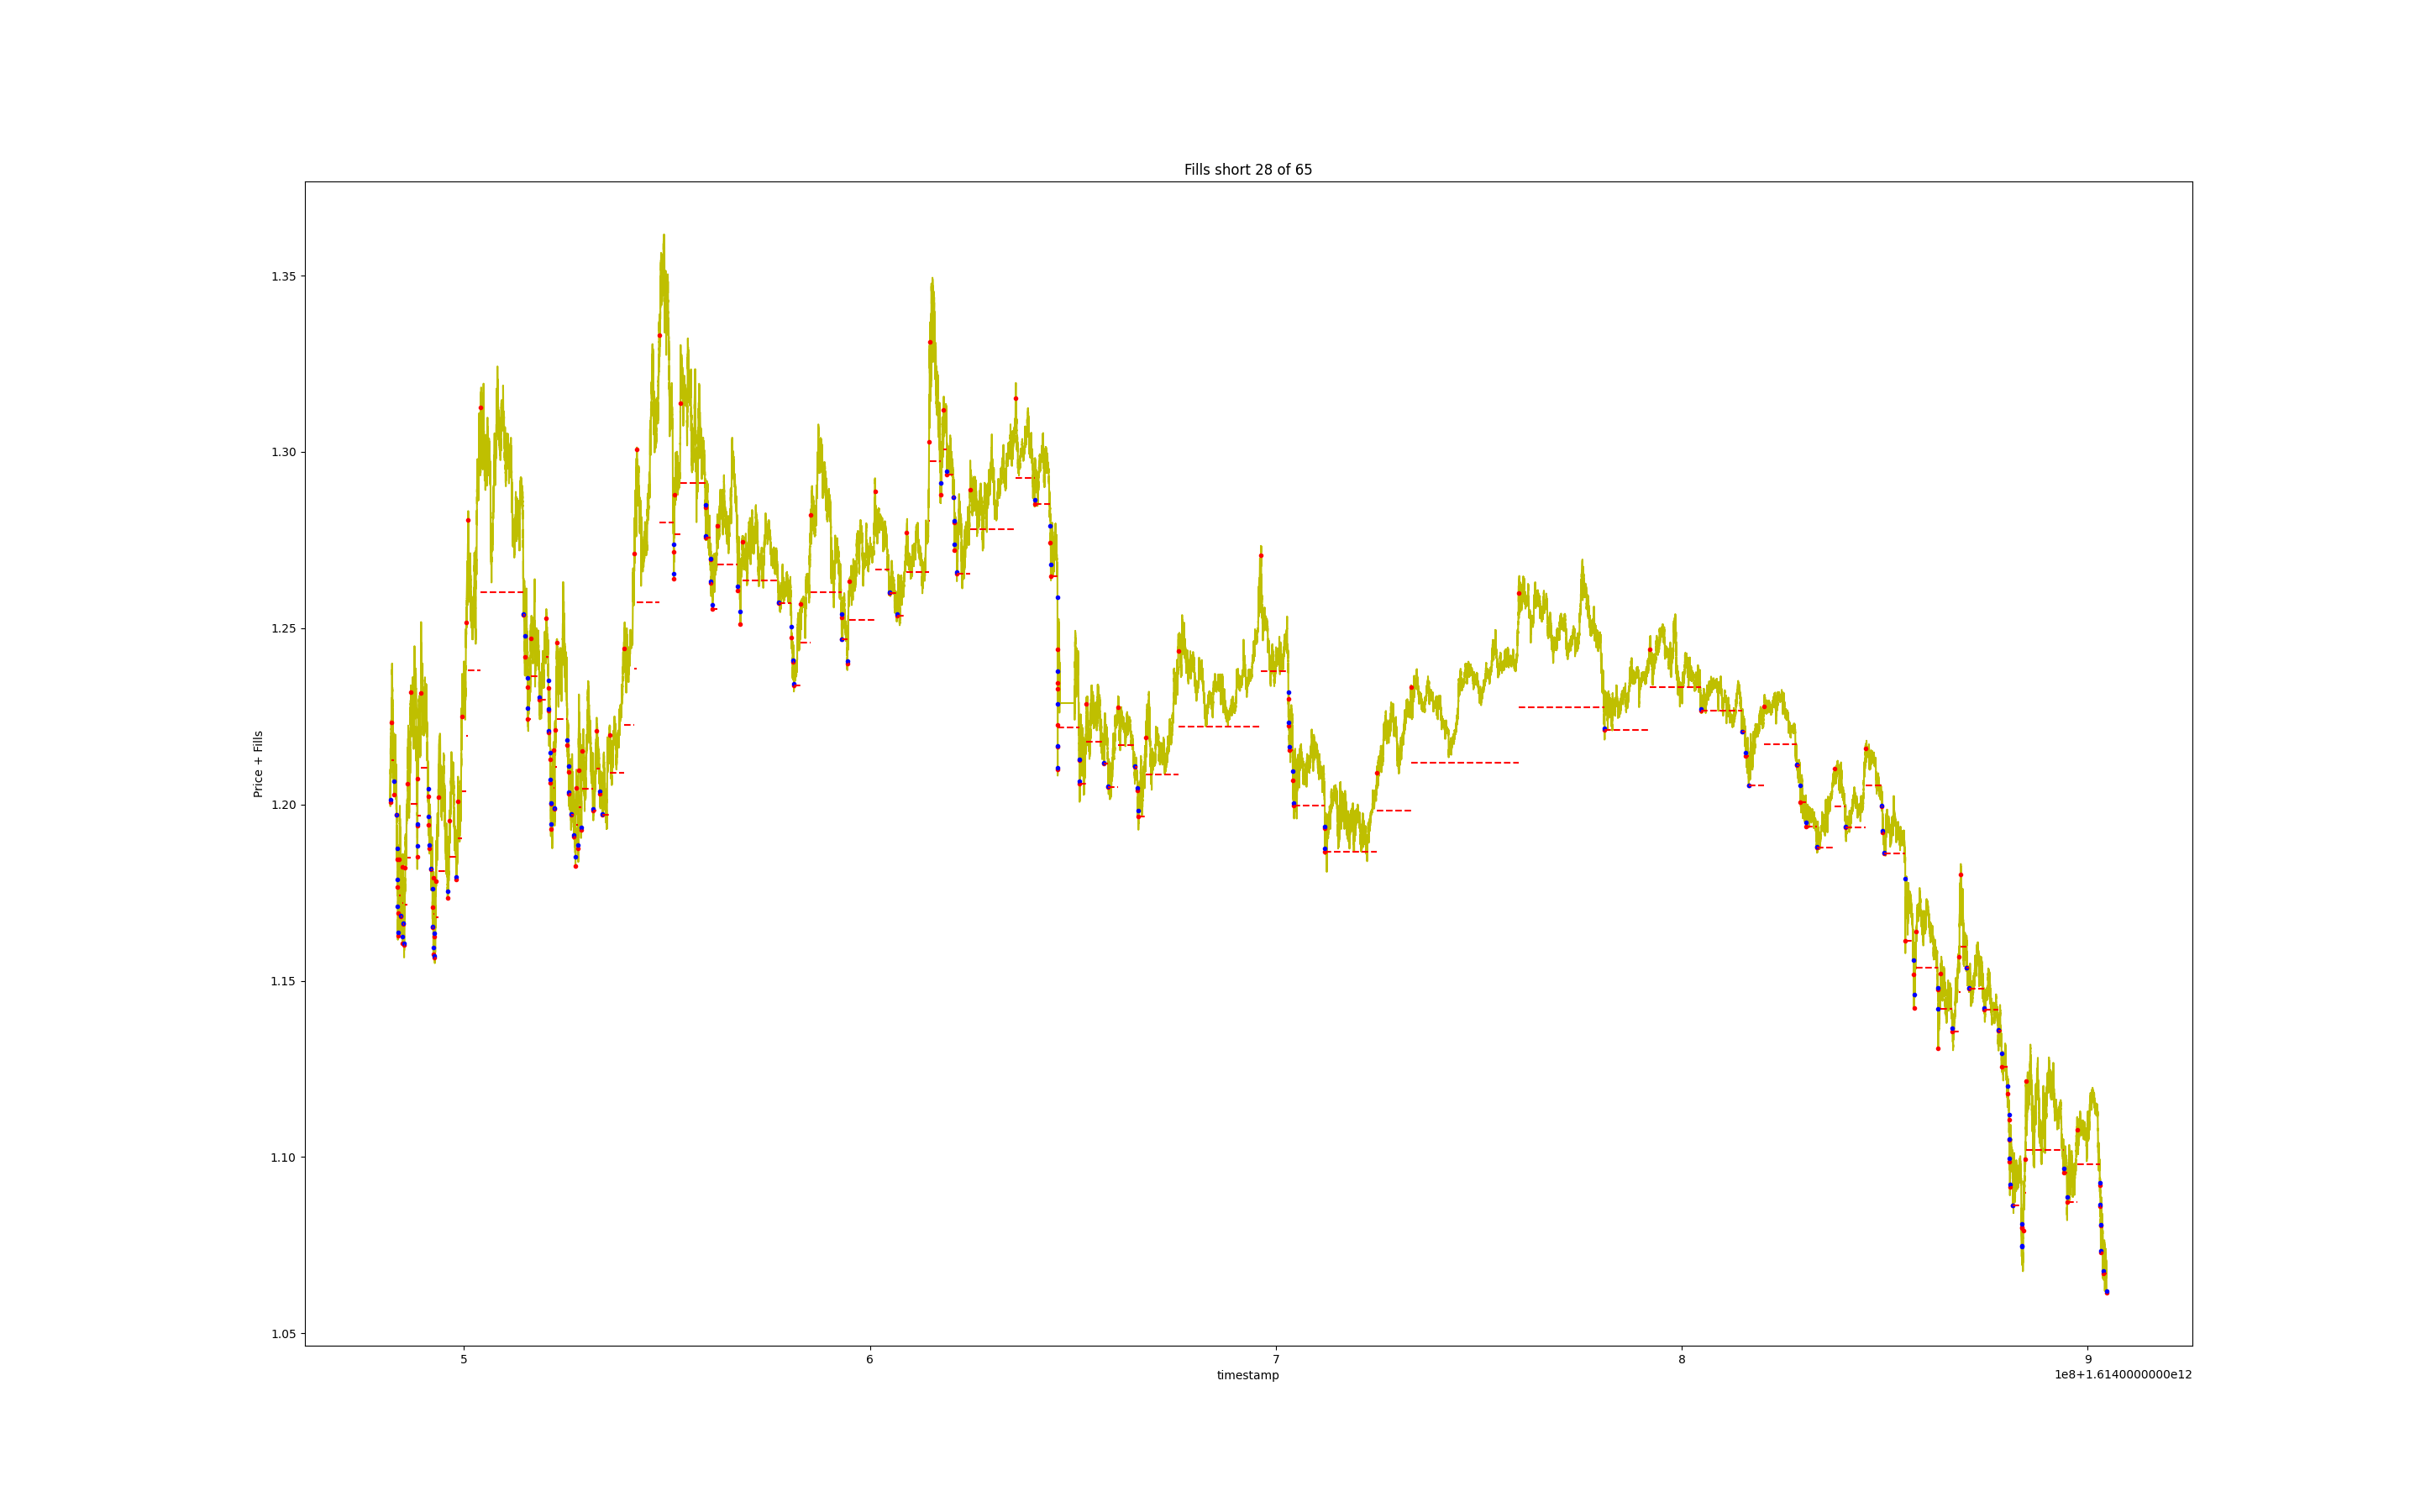 Fills short 28 of 65
1.35
1.30
1.25
1.20
1.15
1.10
1.05
Price + Fills
5 6 7 8 9
timestamp
1e8+1.6140000000e12